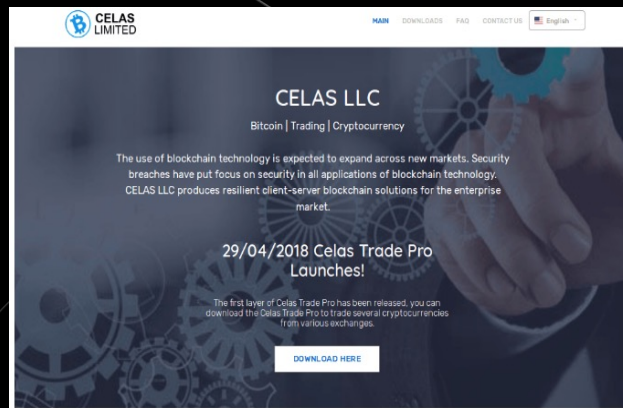 CELAS
LIMITED
MAIN DOWNLOADS FAQ CONTACT US English
CELAS LLC
Bitcoin | Trading | Cryptocurrency
The use of blockchain technology is expected to expand across new markets. Security
breaches have put focus on security in all applications of blockchain technology.
CELAS LLC produces resilient client-server blockchain solutions for the enterprise
market.
29/04/2018 Celas Trade Pro
Launches!
The first layer of Celas Trade Pro has been released, you can
download the Celas Trade Pro to trade several cryptocurrencies
from various exchanges.
DOWNLOAD HERE